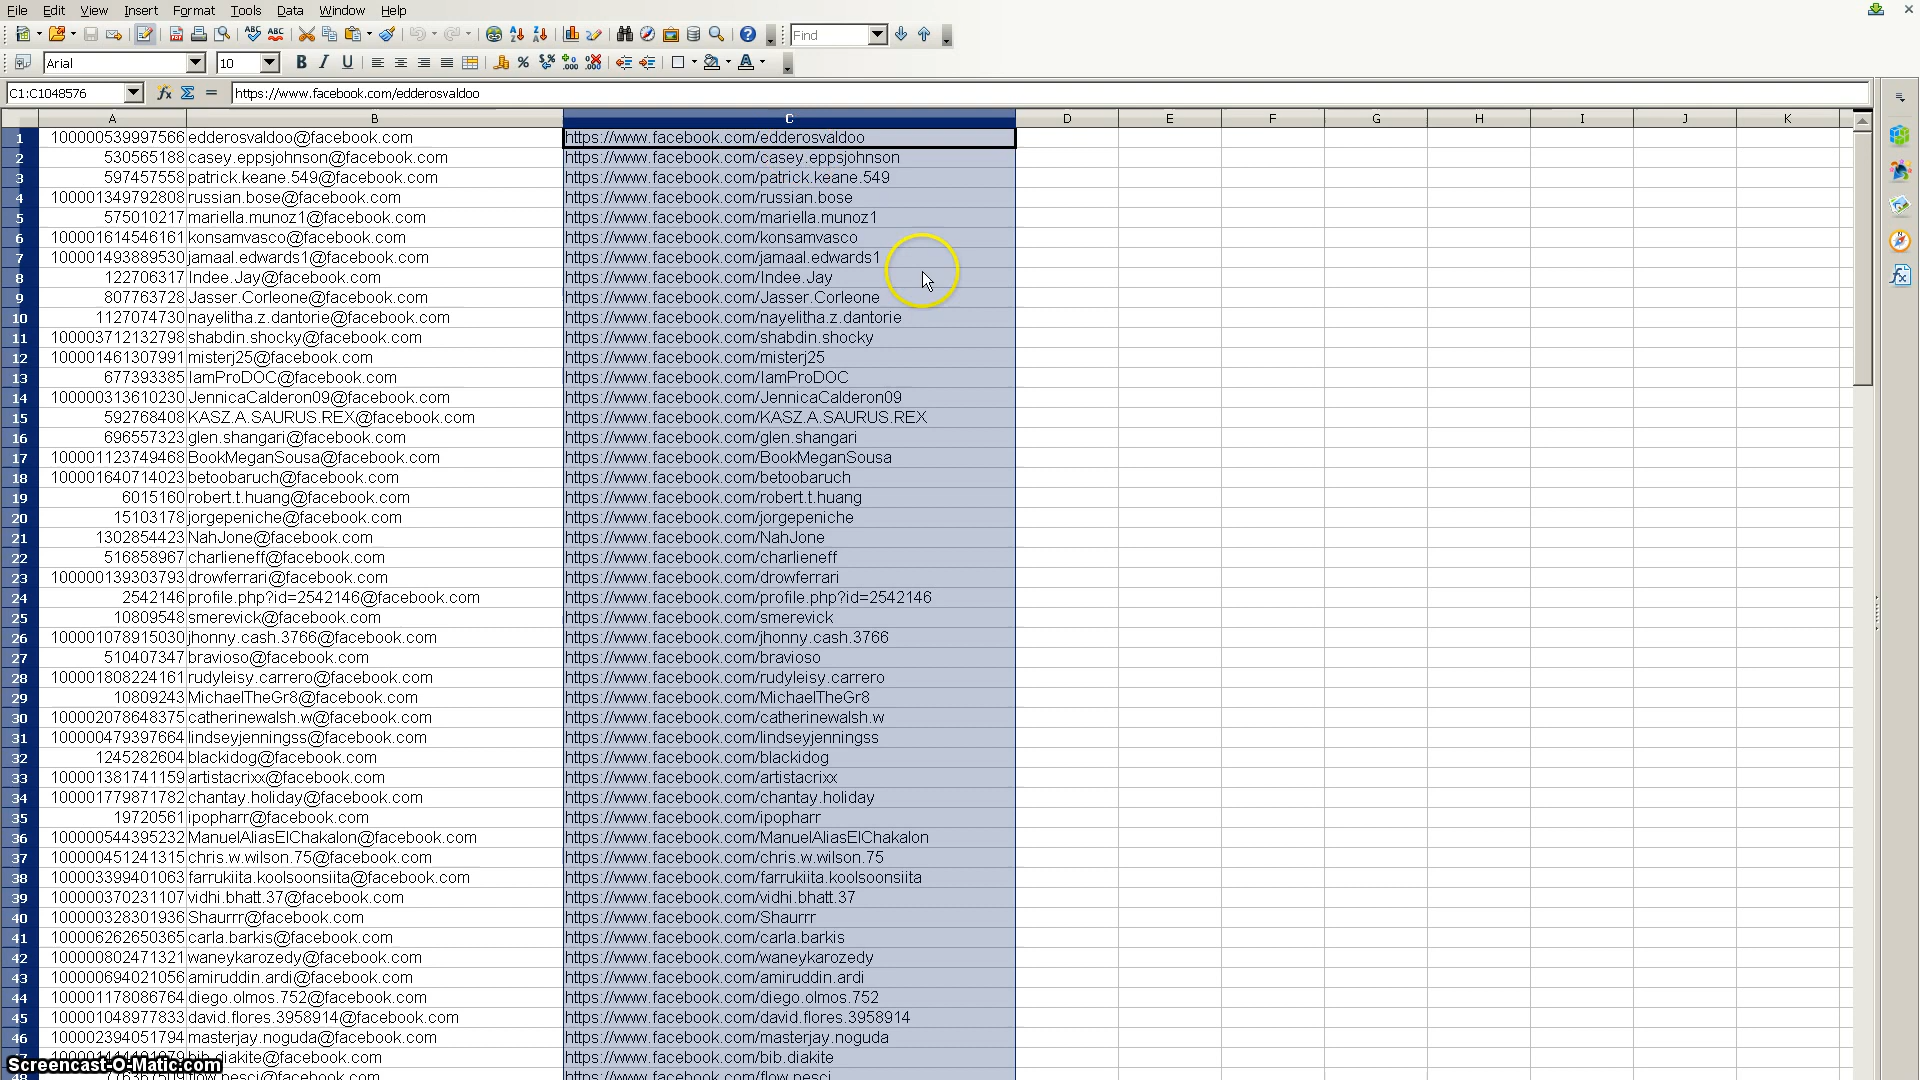 File Edit View Insert Format Tools Data Window Help
Find
Arial 10
C1:C1048576 https://www.facebook.com/edderosvaldoo
A B C D E F G H I J K
1 100000539997566 edderosvaldoo@facebook.com https://www.facebook.com/edderosvaldoo
2 530565188 casey.eppsjohnson@facebook.com https://www.facebook.com/casey.eppsjohnson
3 597457558 patrick.keane.549@facebook.com https://www.facebook.com/patrick.keane.549
4 100001349792808 russian.bose@facebook.com https://www.facebook.com/russian.bose
5 575010217 mariella.munoz1@facebook.com https://www.facebook.com/mariella.munoz1
6 100001614546161 konsamvasco@facebook.com https://www.facebook.com/konsamvasco
7 100001493889530 jamaal.edwards1@facebook.com https://www.facebook.com/jamaal.edwards1
8 122706317 Indee.Jay@facebook.com https://www.facebook.com/Indee.Jay
9 807763728 Jasser.Corleone@facebook.com https://www.facebook.com/Jasser.Corleone
10 1127074730 nayelitha.z.dantorie@facebook.com https://www.facebook.com/nayelitha.z.dantorie
11 100003712132798 shabdin.shocky@facebook.com https://www.facebook.com/shabdin.shocky
12 100001461307991 misterj25@facebook.com https://www.facebook.com/misterj25
13 677393385 IamProDOC@facebook.com https://www.facebook.com/IamProDOC
14 100000313610230 JennicaCalderon09@facebook.com https://www.facebook.com/JennicaCalderon09
15 592768408 KASZ.A.SAURUS.REX@facebook.com https://www.facebook.com/KASZ.A.SAURUS.REX
16 696557323 glen.shangari@facebook.com https://www.facebook.com/glen.shangari
17 100001123749468 BookMeganSousa@facebook.com https://www.facebook.com/BookMeganSousa
18 100001640714023 betoobaruch@facebook.com https://www.facebook.com/betoobaruch
19 6015160 robert.t.huang@facebook.com https://www.facebook.com/robert.t.huang
20 15103178 jorgepeniche@facebook.com https://www.facebook.com/jorgepeniche
21 1302854423 NahJone@facebook.com https://www.facebook.com/NahJone
22 516858967 charlieneff@facebook.com https://www.facebook.com/charlieneff
23 100000139303793 drowferrari@facebook.com https://www.facebook.com/drowferrari
24 2542146 profile.php?id=2542146@facebook.com https://www.facebook.com/profile.php?id=2542146
25 10809548 smerevick@facebook.com https://www.facebook.com/smerevick
26 100001078915030 jhonny.cash.3766@facebook.com https://www.facebook.com/jhonny.cash.3766
27 510407347 bravioso@facebook.com https://www.facebook.com/bravioso
28 100001808224161 rudyleisy.carrero@facebook.com https://www.facebook.com/rudyleisy.carrero
29 10809243 MichaelTheGr8@facebook.com https://www.facebook.com/MichaelTheGr8
30 100002078648375 catherinewalsh.w@facebook.com https://www.facebook.com/catherinewalsh.w
31 100000479397664 lindseyjenningss@facebook.com https://www.facebook.com/lindseyjenningss
32 1245282604 blackidog@facebook.com https://www.facebook.com/blackidog
33 100001381741159 artistacrixx@facebook.com https://www.facebook.com/artistacrixx
34 100001779871782 chantay.holiday@facebook.com https://www.facebook.com/chantay.holiday
35 19720561 ipopharr@facebook.com https://www.facebook.com/ipopharr
36 100000544395232 ManuelAliasElChakalon@facebook.com https://www.facebook.com/ManuelAliasElChakalon
37 100000451241315 chris.w.wilson.75@facebook.com https://www.facebook.com/chris.w.wilson.75
38 100003399401063 farrukiita.koolsoonsiita@facebook.com https://www.facebook.com/farrukiita.koolsoonsiita
39 100000370231107 vidhi.bhatt.37@facebook.com https://www.facebook.com/vidhi.bhatt.37
40 100000328301936 Shaurrr@facebook.com https://www.facebook.com/Shaurrr
41 100006262650365 carla.barkis@facebook.com https://www.facebook.com/carla.barkis
42 100000802471321 waneykarozedy@facebook.com https://www.facebook.com/waneykarozedy
43 100000694021056 amiruddin.ardi@facebook.com https://www.facebook.com/amiruddin.ardi
44 100001178086764 diego.olmos.752@facebook.com https://www.facebook.com/diego.olmos.752
45 100001048977833 david.flores.3958914@facebook.com https://www.facebook.com/david.flores.3958914
46 100002394051794 masterjay.noguda@facebook.com https://www.facebook.com/masterjay.noguda
bib.diakite@facebook.com https://www.facebook.com/bib.diakite
flow.pesci@facebook.com https://www.facebook.com/flow.pesci
Screencast-O-Matic.com